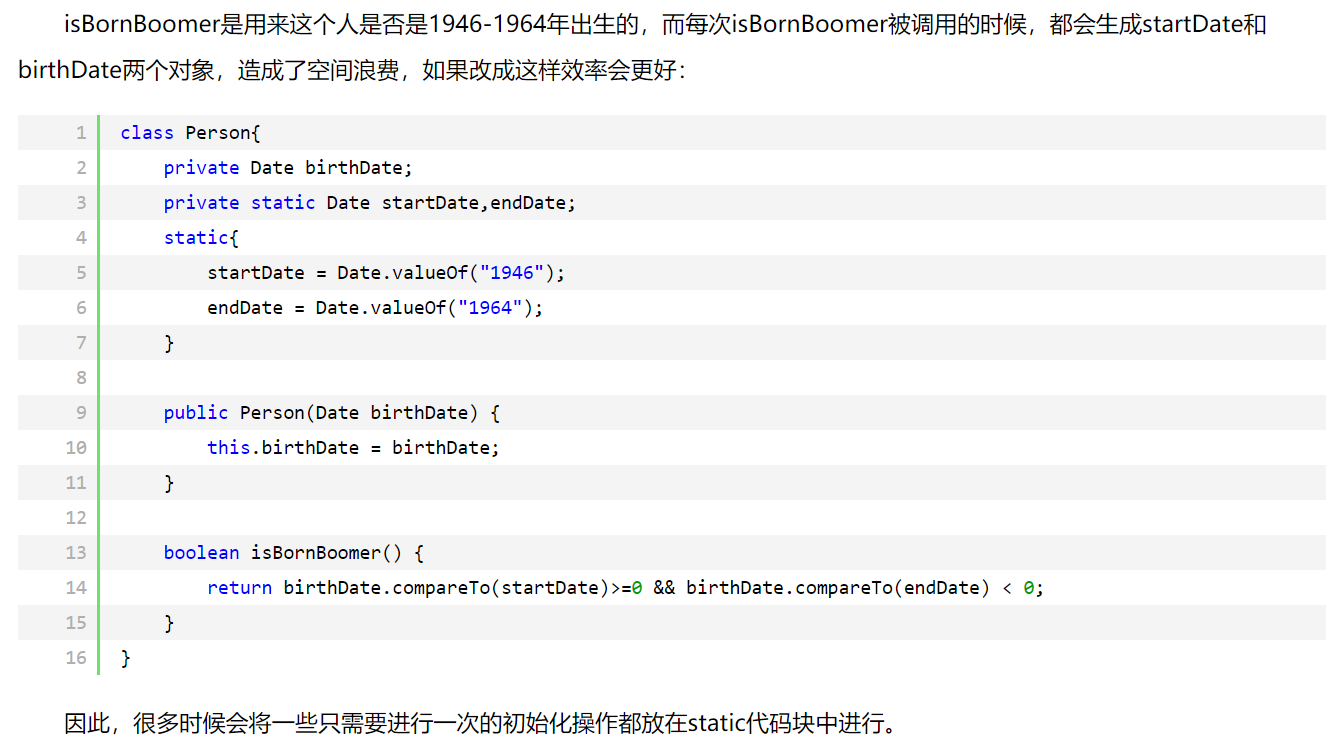 isBornBoomer是用来这个人是否是1946-1964年出生的，而每次isBornBoomer被调用的时候，都会生成startDate和
birthDate两个对象，造成了空间浪费，如果改成这样效率会更好：
1 class Person{
2     private Date birthDate;
3     private static Date startDate,endDate;
4     static{
5         startDate = Date.valueOf("1946");
6         endDate = Date.valueOf("1964");
7     }
8
9     public Person(Date birthDate) {
10         this.birthDate = birthDate;
11     }
12
13     boolean isBornBoomer() {
14         return birthDate.compareTo(startDate)>=0 && birthDate.compareTo(endDate) < 0;
15     }
16 }
因此，很多时候会将一些只需要进行一次的初始化操作都放在static代码块中进行。